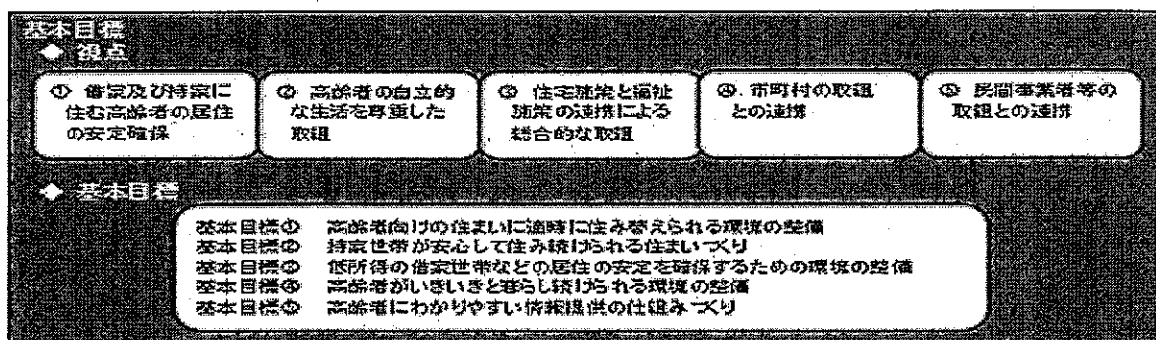 基本目標
◆ 視点
① 借家及び持家に
住む高齢者の居住
の安定確保
② 高齢者の自立的
な生活を尊重した
取組
③ 住宅施策と福祉
施策の連携による
総合的な取組
④ 市町村の取組
との連携
⑤ 民間事業者等の
取組との連携
◆ 基本目標
基本目標① 高齢者向けの住まいに適時に住み替えられる環境の整備
基本目標② 持家世帯が安心して住み続けられる住まいづくり
基本目標③ 低所得の借家世帯などの居住の安定を確保するための環境の整備
基本目標④ 高齢者がいきいきと暮らし続けられる環境の整備
基本目標⑤ 高齢者にわかりやすい情報提供の仕組みづくり